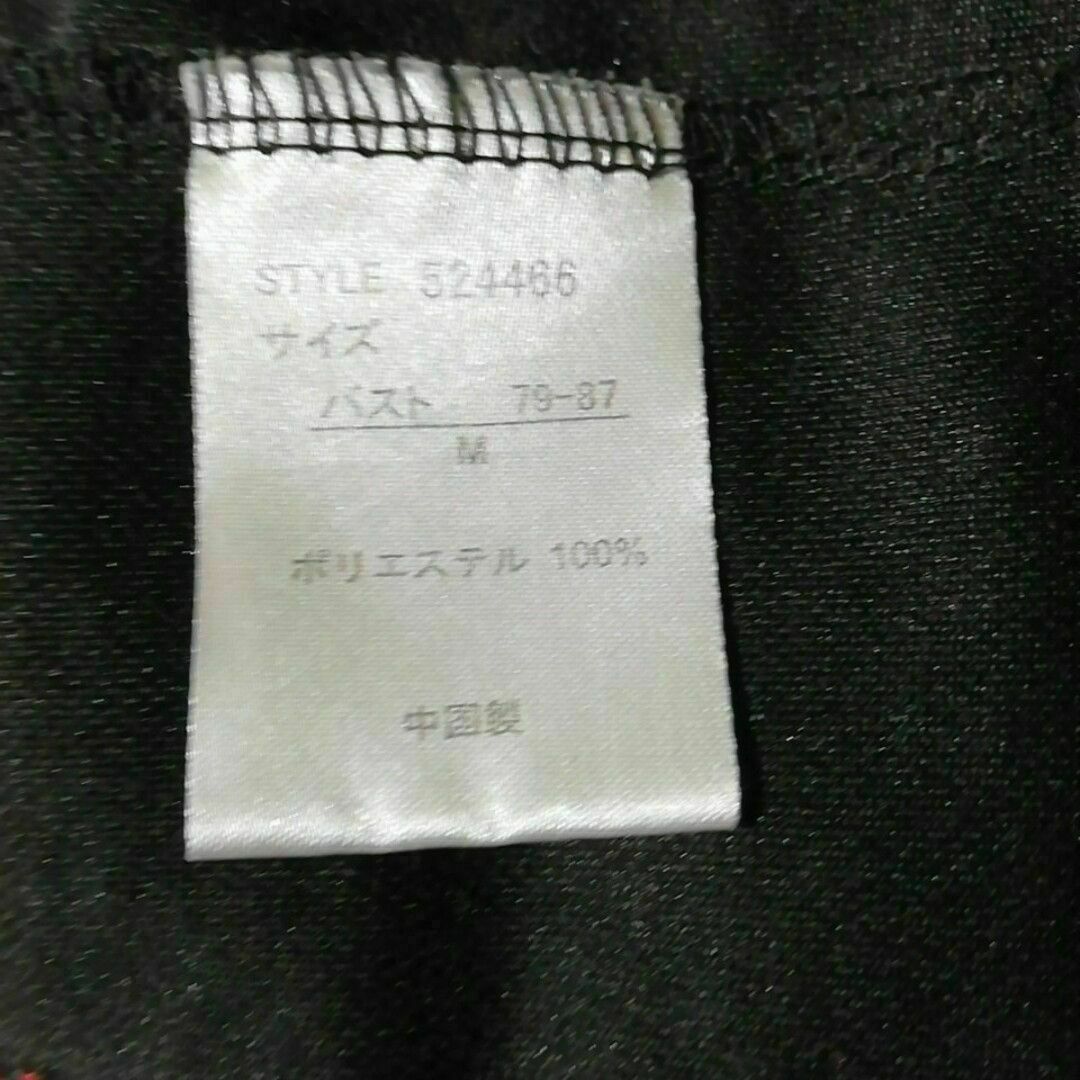 STYLE 524466
サイズ
バスト 79-87
M
ポリエステル 100%
中国製